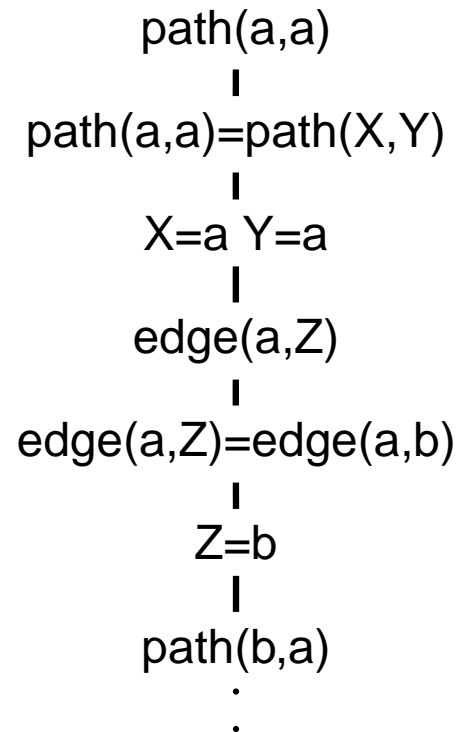 path(a,a)
path(a,a)=path(X,Y)
X=a Y=a
edge(a,Z)
edge(a,Z)=edge(a,b)
Z=b
path(b,a)
.
.